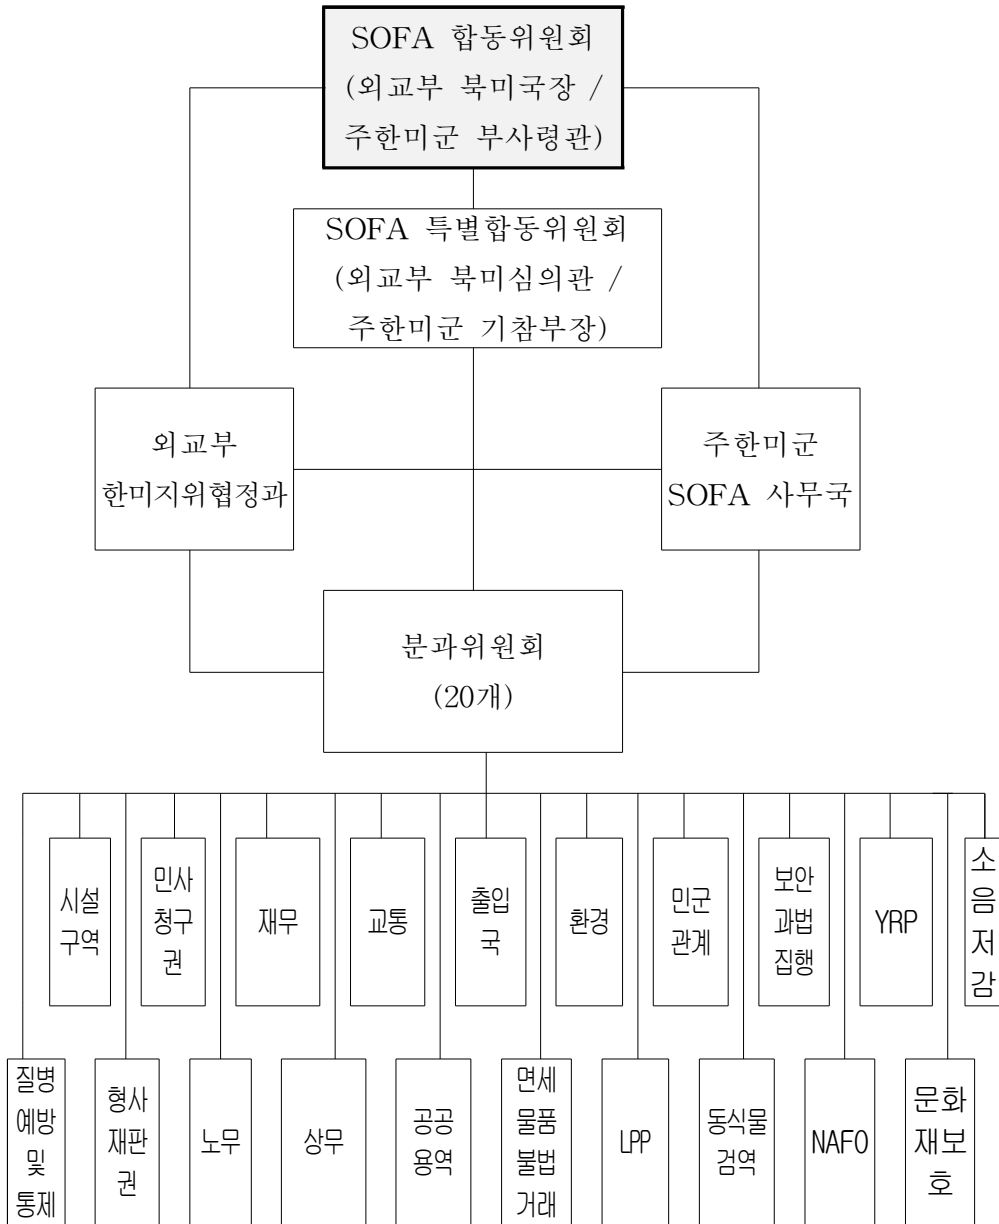 SOFA 합동위원회
(외교부 북미국장 /
주한미군 부사령관)
SOFA 특별합동위원회
(외교부 북미심의관 /
주한미군 기참부장)
외교부
한미지위협정과
주한미군
SOFA 사무국
분과위원회
(20개)
시설
구역
민사
청구
권
재무
교통
출입
국
환경
민군
관계
보안
과법
집행
YRP
소
음
저
감
질병
예방
및
통제
형사
재판
권
노무
상무
공공
용역
면세
물품
불법
거래
LPP
동식물
검역
NAFO
문화
재보
호